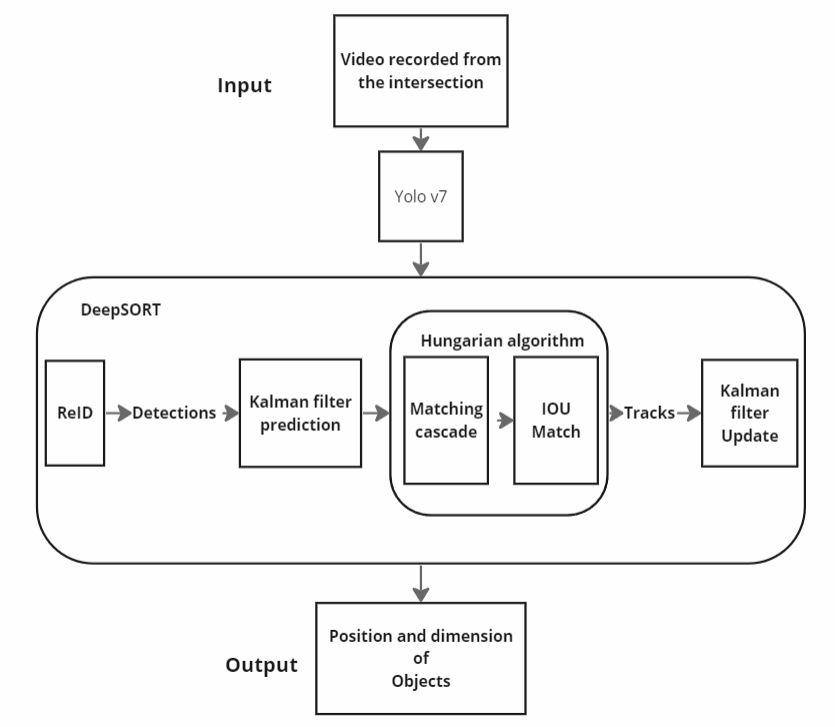 Input
Video recorded from
the intersection
Yolo v7
DeepSORT
Hungarian algorithm
ReID
Detections
Kalman filter
prediction
Matching
cascade
IOU
Match
Tracks
Kalman
filter
Update
Output
Position and dimension
of
Objects